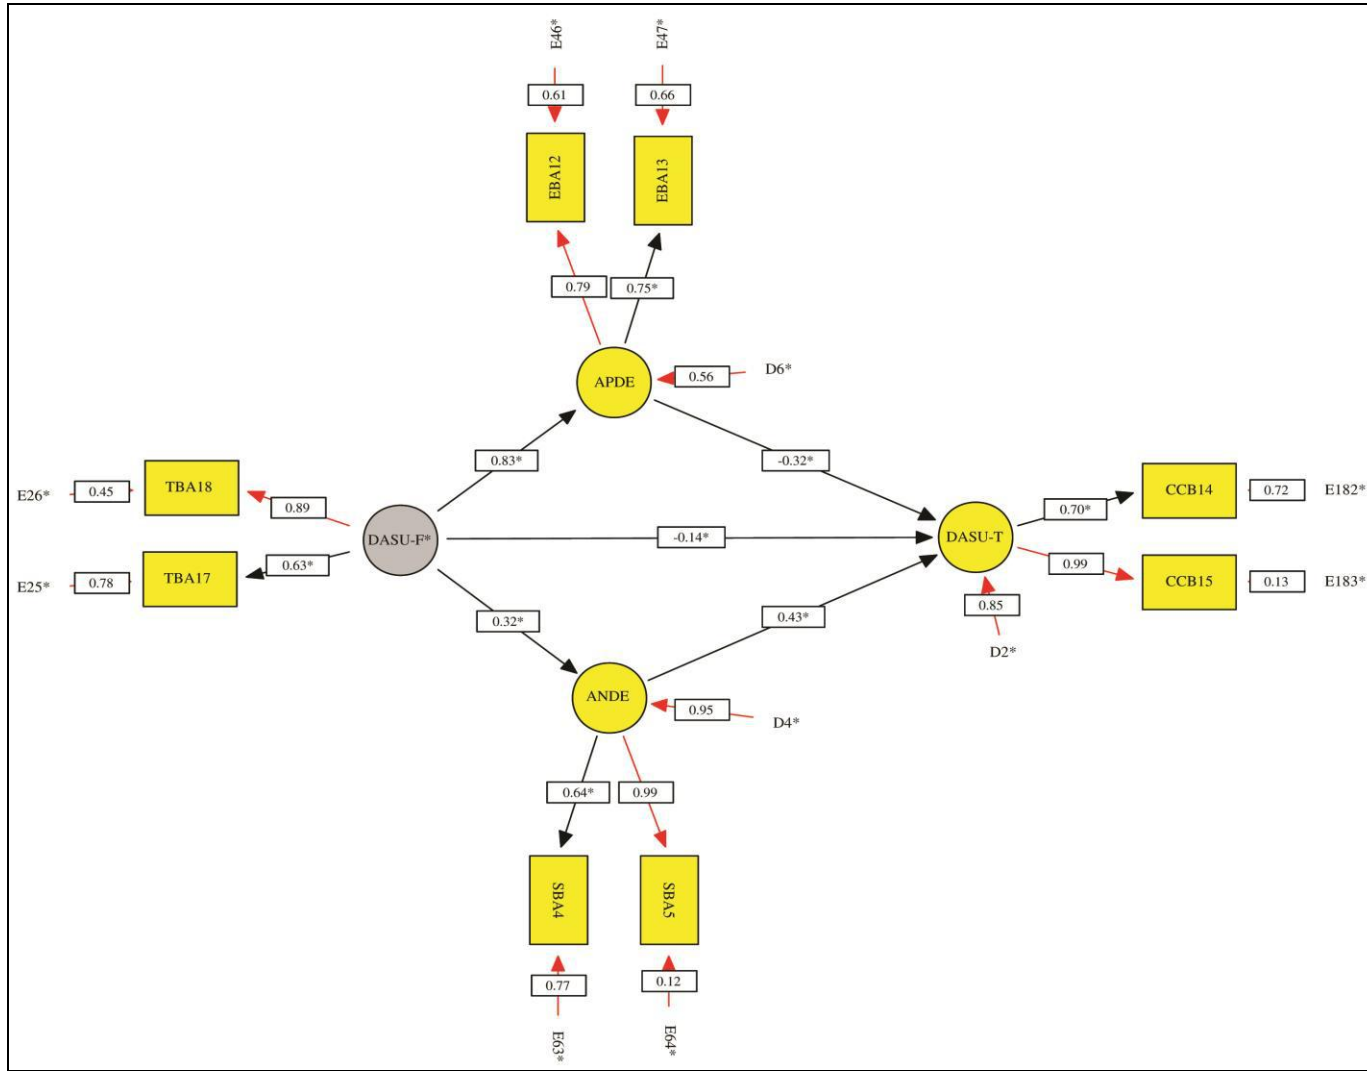 E46*
E47*
0.61
0.66
EBA12
EBA13
0.79
0.75*
APDE
0.56
D6*
0.83*
-0.32*
E26*
0.45
TBA18
0.89
DASU-F*
-0.14*
DASU-T
0.70*
CCB14
0.72
E182*
E25*
0.78
TBA17
0.63*
0.99
CCB15
0.13
E183*
0.85
D2*
0.32*
0.43*
ANDE
0.95
D4*
0.64*
0.99
SBA4
SBA5
0.77
0.12
E63*
E64*